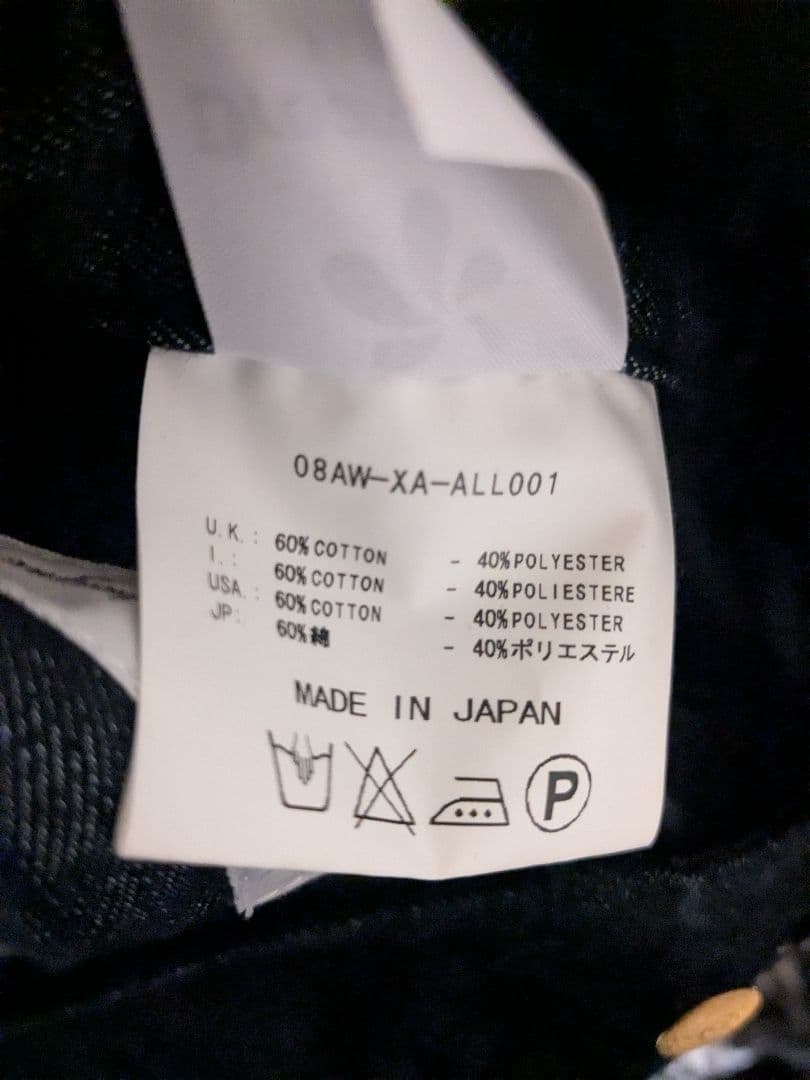 08AW-XA-ALL001
U.K.: 60%COTTON - 40%POLYESTER
I.: 60%COTTON - 40%POLIESTERE
USA.: 60%COTTON - 40%POLYESTER
JP: 60%綿 - 40%ポリエステル
MADE IN JAPAN
P